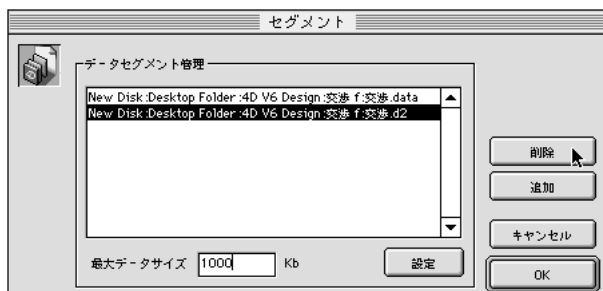 セグメント
データセグメント管理
New Disk:Desktop Folder:4D V6 Design:交渉 f:交渉.data
New Disk:Desktop Folder:4D V6 Design:交渉 f:交渉.d2
削除
追加
キャンセル
最大データサイズ 1000 Kb 設定
OK